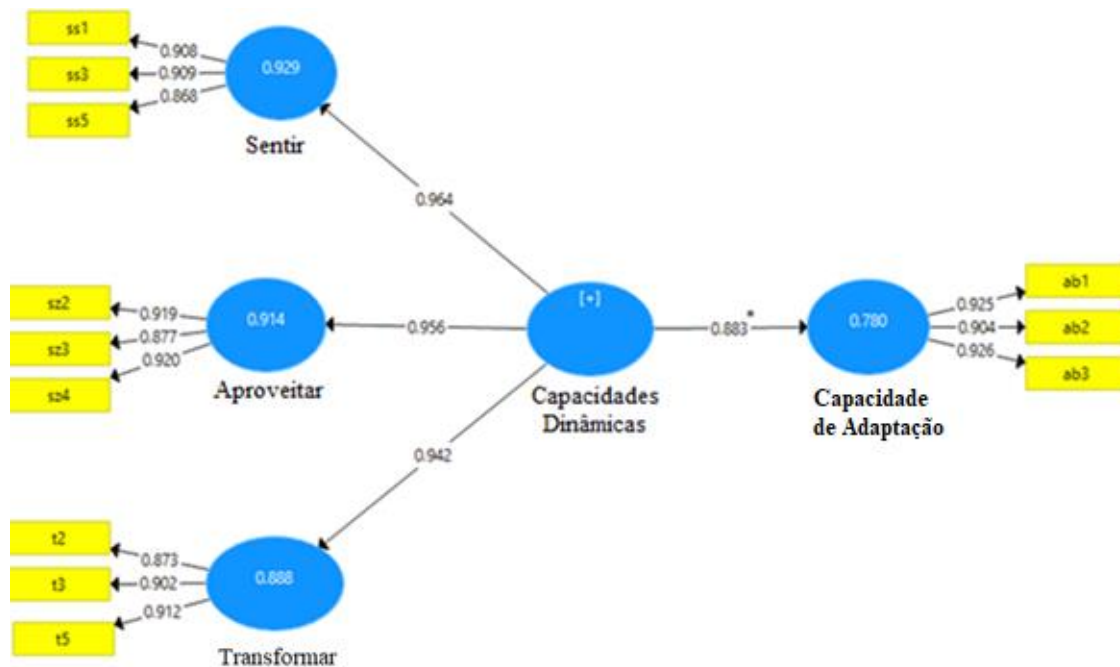 ss1
0.908
ss3
0.909
ss5
0.868
0.929
Sentir
0.964
sz2
0.919
sz3
0.877
sz4
0.920
0.914
Aproveitar
0.956
[+]
Capacidades
Dinâmicas
0.883*
0.780
Capacidade
de Adaptação
0.925
ab1
0.904
ab2
0.926
ab3
0.942
t2
0.873
t3
0.902
t5
0.912
0.888
Transformar